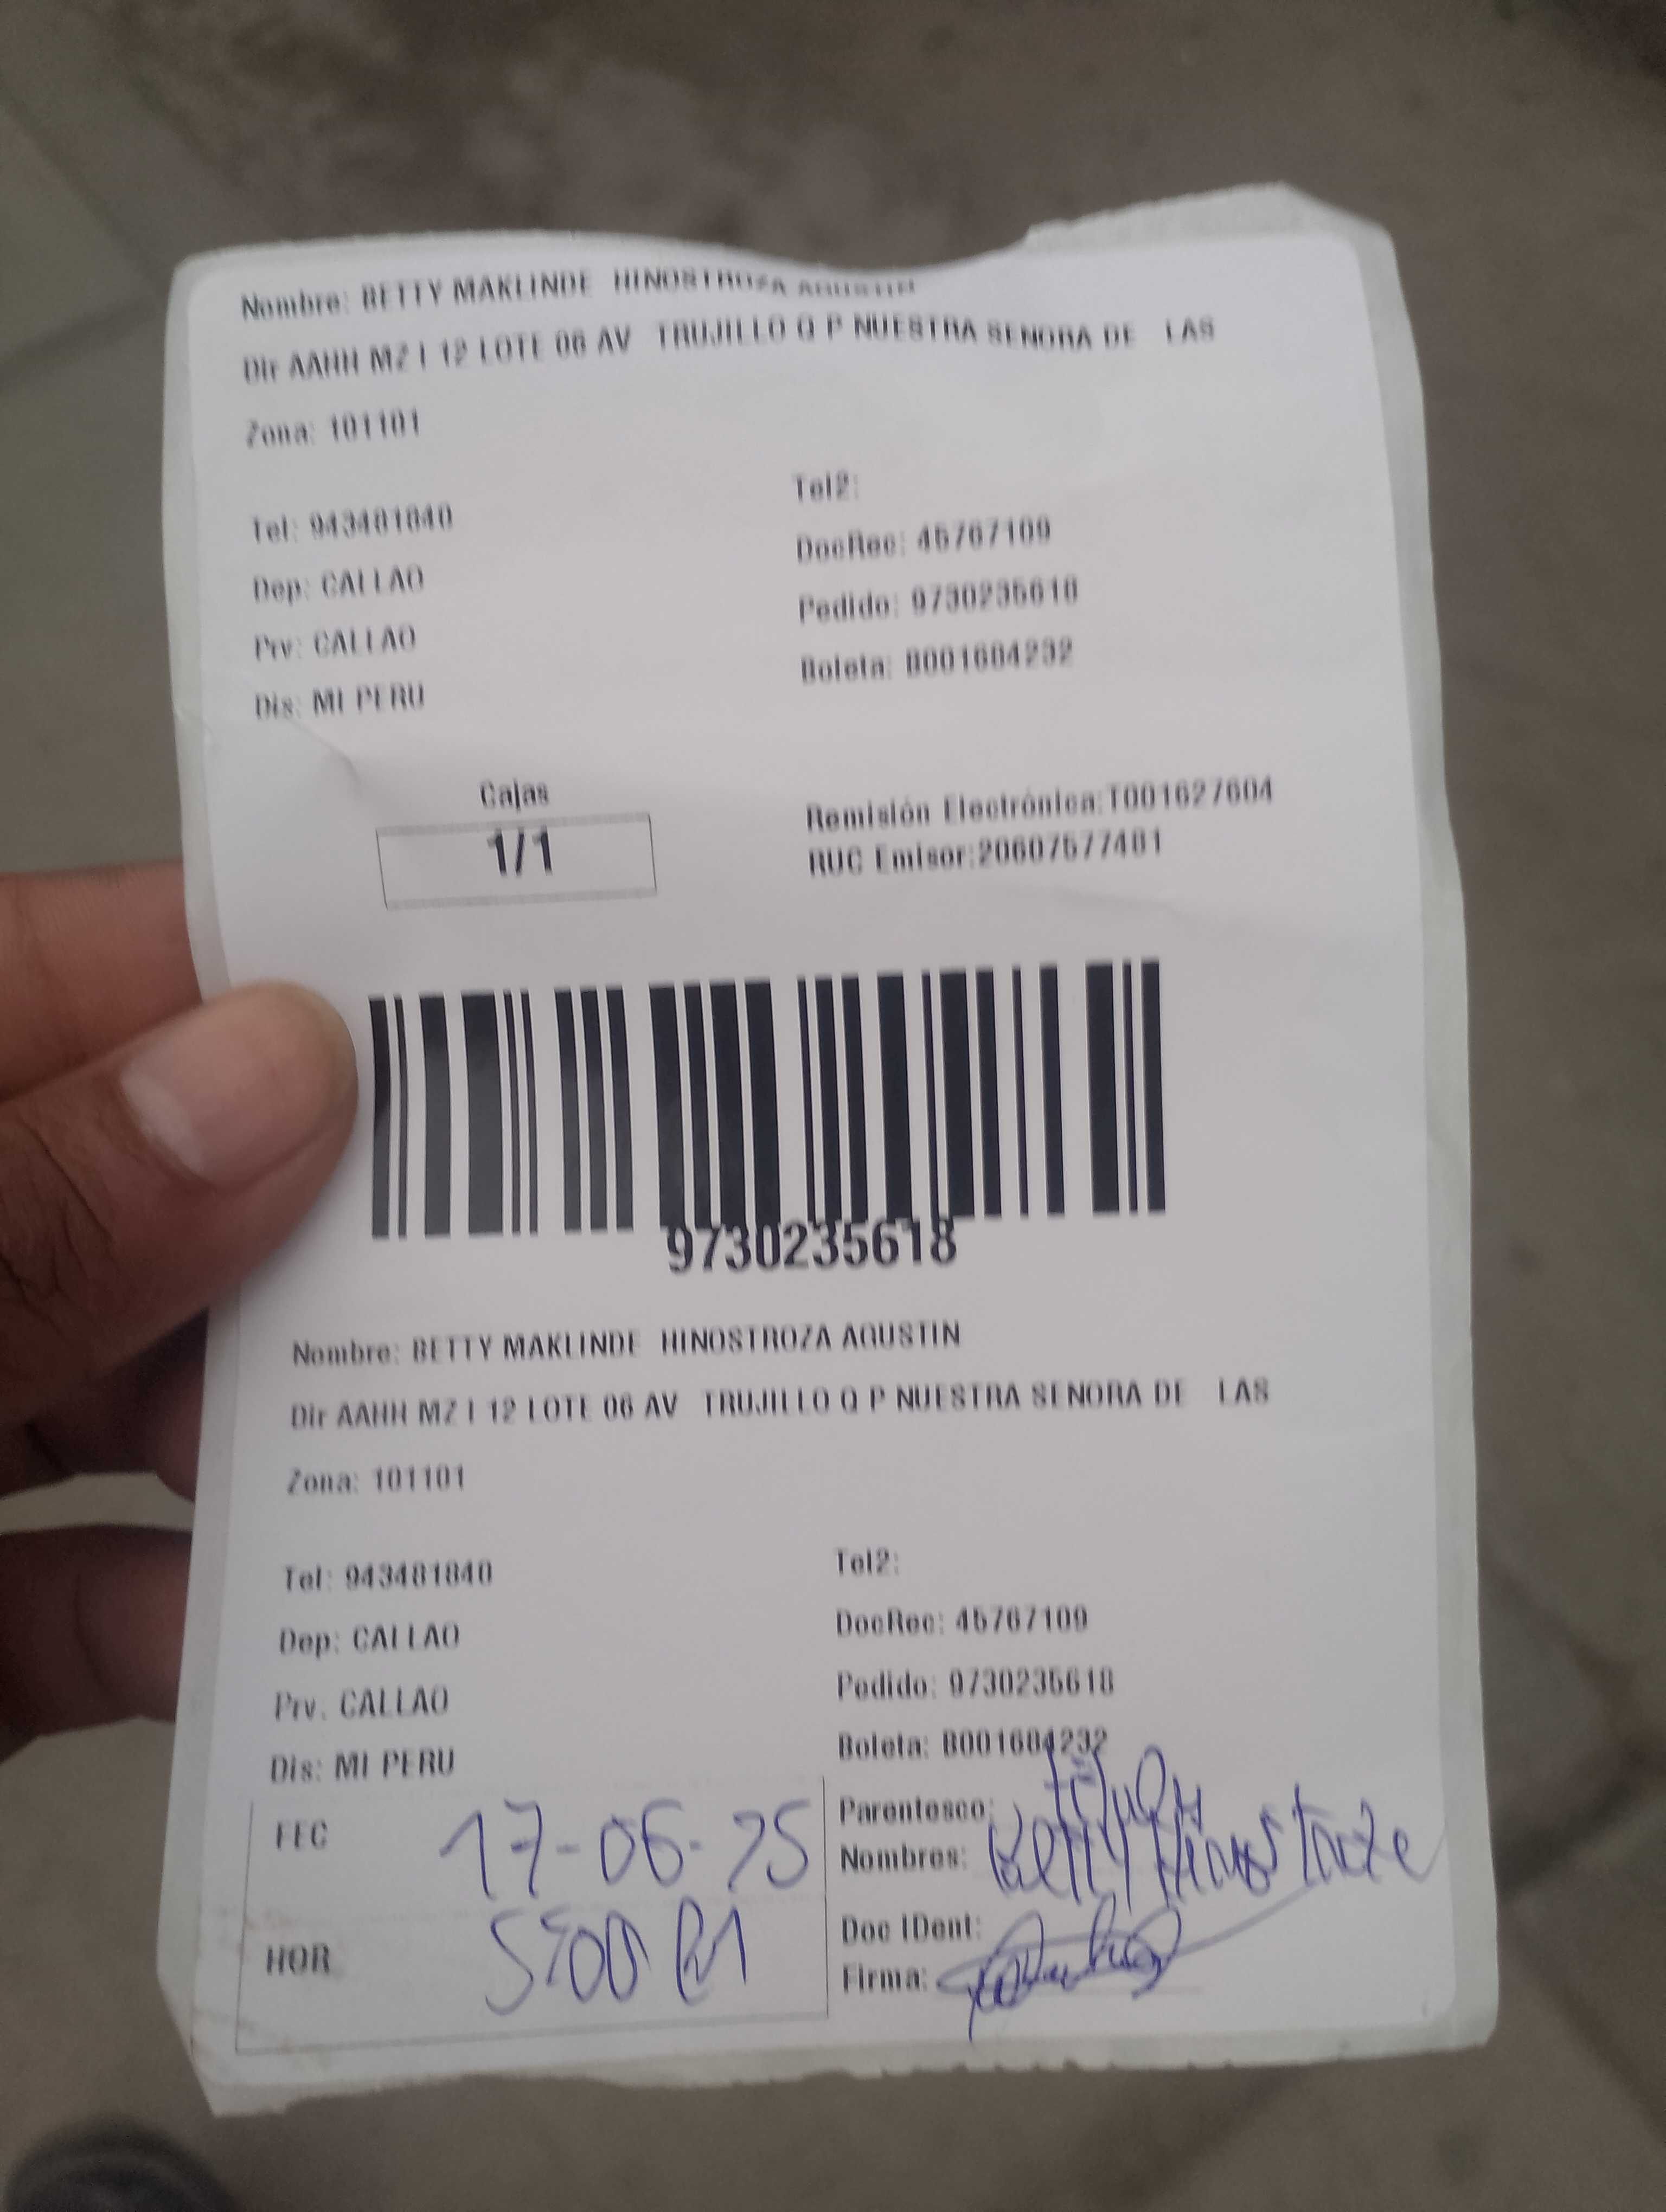 Nombre: BETTY MAKLINDE HINOSTROZA AGUSTIN
Dir AAHH MZ I 12 LOTE 06 AV TRUJILLO Q P NUESTRA SENORA DE LAS
Zona: 101101
Tel: 943481840
Tel2:
Dep: CALLAO
DocRec: 45767109
Prv: CALLAO
Pedido: 9730235618
Dis: MI PERU
Boleta: B001684232
Cajas
1/1
Remisión Electrónica:T001627604
RUC Emisor:20607577481
9730235618
Nombre: BETTY MAKLINDE HINOSTROZA AGUSTIN
Dir AAHH MZ I 12 LOTE 06 AV TRUJILLO Q P NUESTRA SENORA DE LAS
Zona: 101101
Tel: 943481840
Tel2:
Dep: CALLAO
DocRec: 45767109
Prv. CALLAO
Pedido: 9730235618
Dis: MI PERU
Boleta: B001684232
FEC 17-06-25
Parentesco:
Nombres: Betty
HOR 5:00 PM
Doc IDent:
Firma: